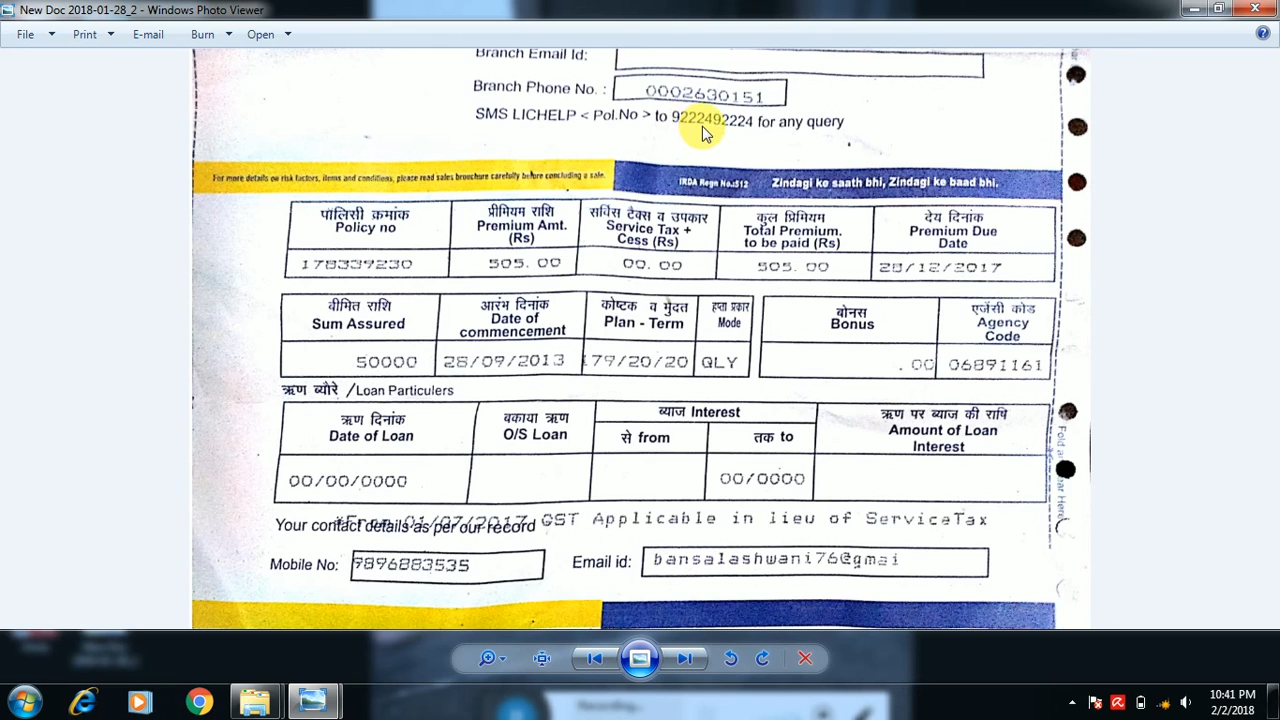 New Doc 2018-01-28_2 - Windows Photo Viewer
File Print E-mail Burn Open
Branch Email Id:
Branch Phone No. : 0002630151
SMS LICHELP < Pol.No > to 9222492224 for any query
For more details on risk factors, items and conditions, please read sales brouchure carefully before concluding a sale.
IRDA Regn No.:512 Zindagi ke saath bhi, Zindagi ke baad bhi.
पॉलिसी क्रमांक प्रीमियम राशि सर्विस टैक्स व उपकार कूल प्रिमियम देय दिनांक
Policy no Premium Amt. Service Tax + Total Premium. Premium Due
(Rs) Cess (Rs) to be paid (Rs) Date
178339230 505. 00 00. 00 505. 00 28/12/2017
बीमित राशि आरंभ दिनांक कोष्टक व मुदत हप्ता प्रकार बोनस एजेंसी कोड
Sum Assured Date of Plan - Term Mode Bonus Agency
commencement Code
50000 28/09/2013 179/20/20 QLY .00 06891161
ऋण ब्यौरे /Loan Particulers
ऋण दिनांक बकाया ऋण ब्याज Interest ऋण पर ब्याज की राषि
Date of Loan O/S Loan से from तक to Amount of Loan
Interest
00/00/0000 00/0000
Your contact details as per our record 01/07/2017 GST Applicable in lieu of ServiceTax
Mobile No: 9896883535 Email id: bansalashwani76@gmai
10:41 PM
2/2/2018